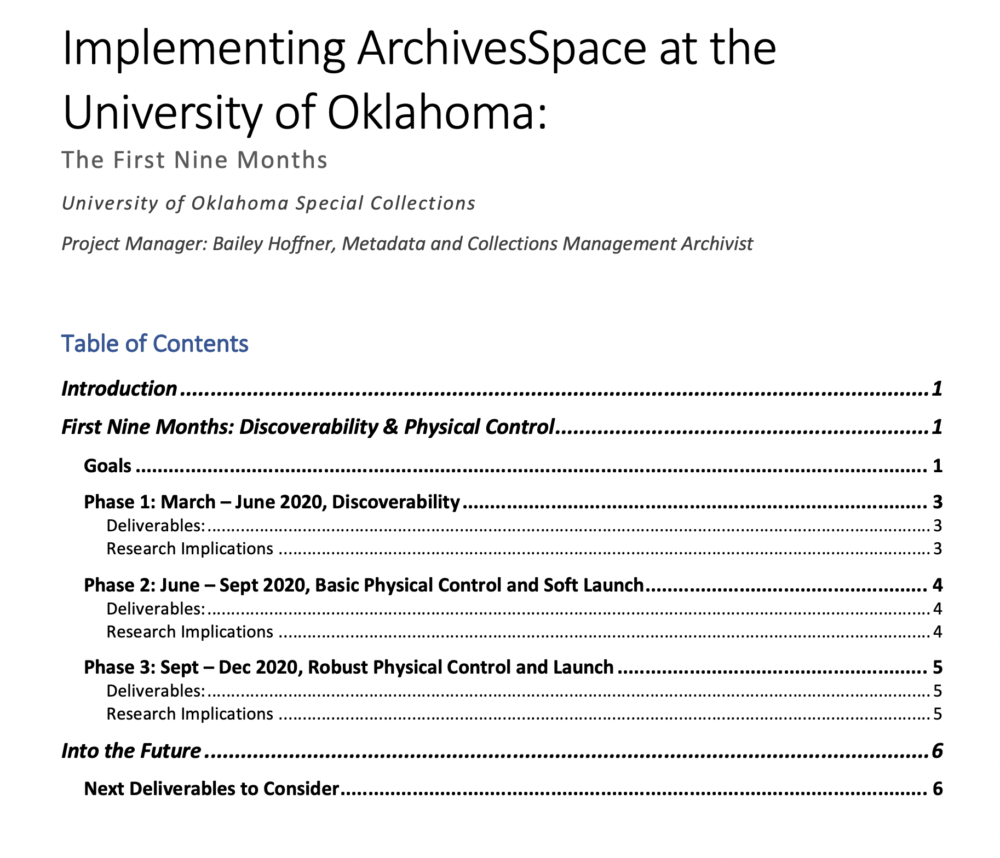 Implementing ArchivesSpace at the
University of Oklahoma:
The First Nine Months
University of Oklahoma Special Collections
Project Manager: Bailey Hoffner, Metadata and Collections Management Archivist
Table of Contents
Introduction ........ 1
First Nine Months: Discoverability & Physical Control ........ 1
Goals ........ 1
Phase 1: March – June 2020, Discoverability ........ 3
Deliverables: ........ 3
Research Implications ........ 3
Phase 2: June – Sept 2020, Basic Physical Control and Soft Launch ........ 4
Deliverables: ........ 4
Research Implications ........ 4
Phase 3: Sept – Dec 2020, Robust Physical Control and Launch ........ 5
Deliverables: ........ 5
Research Implications ........ 5
Into the Future ........ 6
Next Deliverables to Consider ........ 6